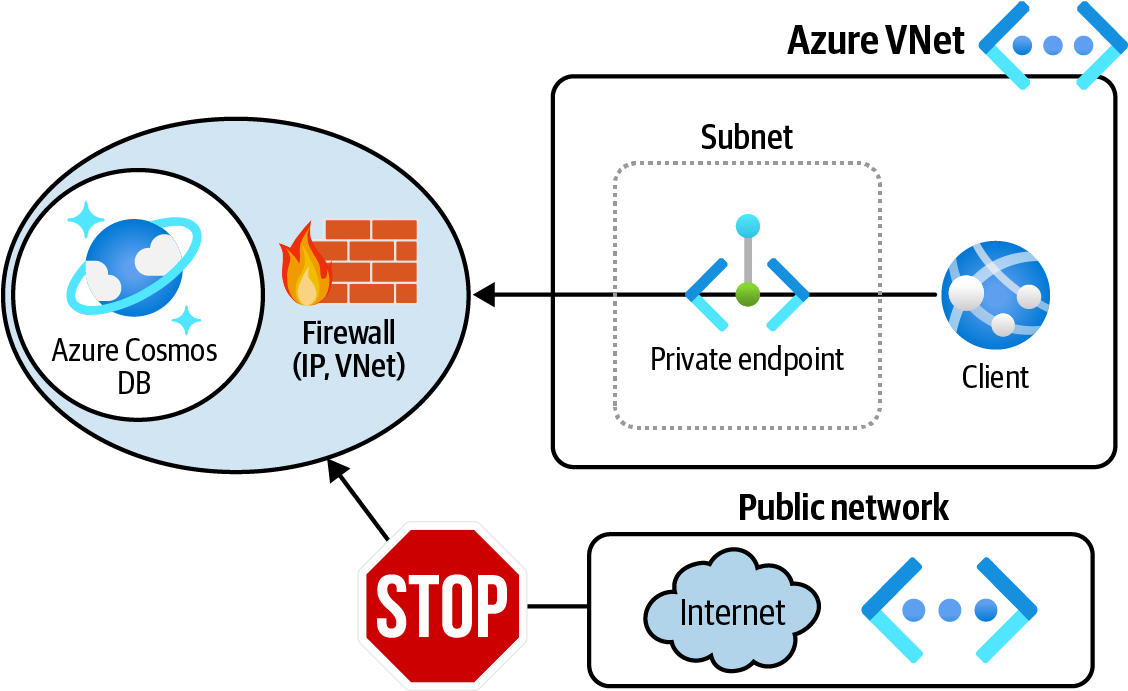 Azure VNet
Subnet
Private endpoint
Client
Azure Cosmos
DB
Firewall
(IP, VNet)
Public network
STOP
Internet